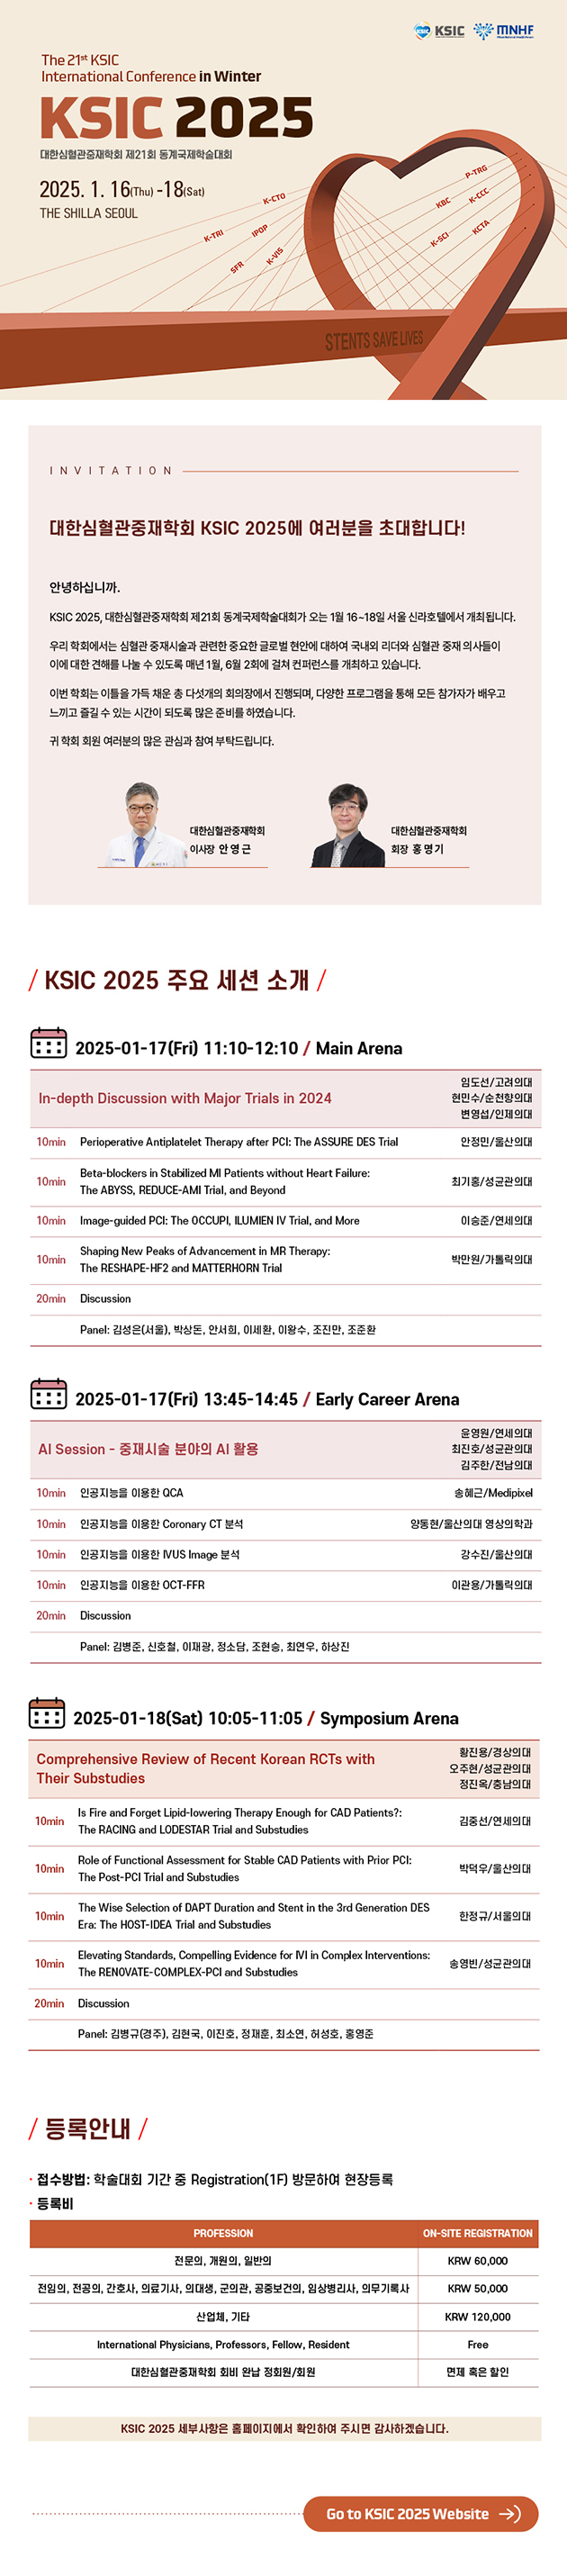 KSIC MNHF
The 21st KSIC
International Conference in Winter
KSIC 2025
대한심혈관중재학회 제21회 동계국제학술대회
2025. 1. 16(Thu) -18(Sat)
THE SHILLA SEOUL
K-TRI
SFR
IPOP
K-VIS
K-CTO
K-SCI
KBC
P-TRG
K-CCC
KCTA
STENTS SAVE LIVES
INVITATION
대한심혈관중재학회 KSIC 2025에 여러분을 초대합니다!
안녕하십니까.
KSIC 2025, 대한심혈관중재학회 제21회 동계국제학술대회가 오는 1월 16~18일 서울 신라호텔에서 개최됩니다.
우리 학회에서는 심혈관 중재시술과 관련한 중요한 글로벌 현안에 대하여 국내외 리더와 심혈관 중재 의사들이
이에 대한 견해를 나눌 수 있도록 매년 1월, 6월 2회에 걸쳐 컨퍼런스를 개최하고 있습니다.
이번 학회는 이틀을 가득 채운 총 다섯개의 회의장에서 진행되며, 다양한 프로그램을 통해 모든 참가자가 배우고
느끼고 즐길 수 있는 시간이 되도록 많은 준비를 하였습니다.
귀 학회 회원 여러분의 많은 관심과 참여 부탁드립니다.
대한심혈관중재학회
이사장 안영근
대한심혈관중재학회
회장 홍명기
/ KSIC 2025 주요 세션 소개 /
2025-01-17(Fri) 11:10-12:10 / Main Arena
In-depth Discussion with Major Trials in 2024
임도선/고려의대
현민수/순천향의대
변영섭/인제의대
10min Perioperative Antiplatelet Therapy after PCI: The ASSURE DES Trial 안정민/울산의대
10min Beta-blockers in Stabilized MI Patients without Heart Failure:
The ABYSS, REDUCE-AMI Trial, and Beyond 최기홍/성균관의대
10min Image-guided PCI: The OCCUPI, ILUMIEN IV Trial, and More 이승준/연세의대
10min Shaping New Peaks of Advancement in MR Therapy:
The RESHAPE-HF2 and MATTERHORN Trial 박만원/가톨릭의대
20min Discussion
Panel: 김성은(서울), 박상돈, 안서희, 이세환, 이왕수, 조진만, 조준환
2025-01-17(Fri) 13:45-14:45 / Early Career Arena
AI Session - 중재시술 분야의 AI 활용
윤영원/연세의대
최진호/성균관의대
김주한/전남의대
10min 인공지능을 이용한 QCA 송혜근/Medipixel
10min 인공지능을 이용한 Coronary CT 분석 양동현/울산의대 영상의학과
10min 인공지능을 이용한 IVUS Image 분석 강수진/울산의대
10min 인공지능을 이용한 OCT-FFR 이관용/가톨릭의대
20min Discussion
Panel: 김병준, 신호철, 이재광, 정소담, 조현승, 최연우, 하상진
2025-01-18(Sat) 10:05-11:05 / Symposium Arena
Comprehensive Review of Recent Korean RCTs with
Their Substudies
황진용/경상의대
오주현/성균관의대
정진옥/충남의대
10min Is Fire and Forget Lipid-lowering Therapy Enough for CAD Patients?:
The RACING and LODESTAR Trial and Substudies 김중선/연세의대
10min Role of Functional Assessment for Stable CAD Patients with Prior PCI:
The Post-PCI Trial and Substudies 박덕우/울산의대
10min The Wise Selection of DAPT Duration and Stent in the 3rd Generation DES
Era: The HOST-IDEA Trial and Substudies 한정규/서울의대
10min Elevating Standards, Compelling Evidence for IVI in Complex Interventions:
The RENOVATE-COMPLEX-PCI and Substudies 송영빈/성균관의대
20min Discussion
Panel: 김병규(경주), 김현국, 이진호, 정재훈, 최소연, 허성호, 홍영준
/ 등록안내 /
· 접수방법: 학술대회 기간 중 Registration(1F) 방문하여 현장등록
· 등록비
PROFESSION ON-SITE REGISTRATION
전문의, 개원의, 일반의 KRW 60,000
전임의, 전공의, 간호사, 의료기사, 의대생, 군의관, 공중보건의, 임상병리사, 의무기록사 KRW 50,000
산업체, 기타 KRW 120,000
International Physicians, Professors, Fellow, Resident Free
대한심혈관중재학회 회비 완납 정회원/회원 면제 혹은 할인
KSIC 2025 세부사항은 홈페이지에서 확인하여 주시면 감사하겠습니다.
Go to KSIC 2025 Website